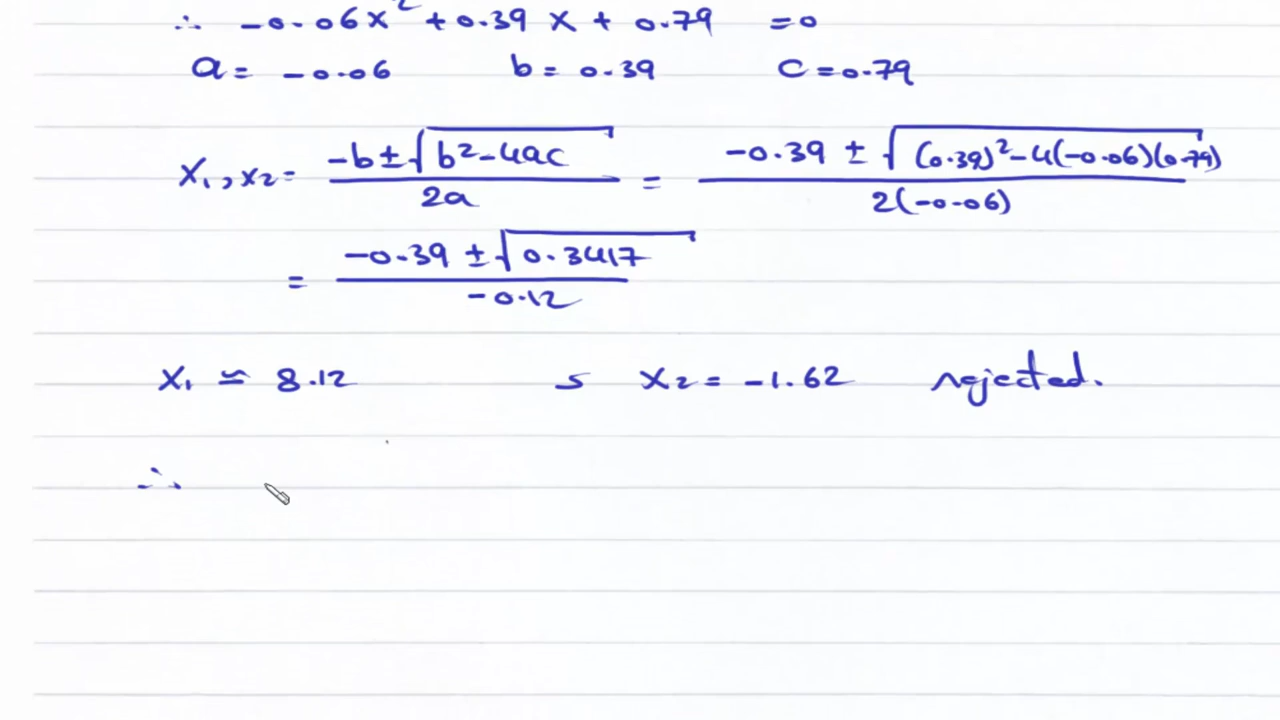 ∴ -0.06x² + 0.39 x + 0.79 = 0
a = -0.06 b = 0.39 c = 0.79
x₁, x₂ = (-b ± √(b² - 4ac)) / 2a = (-0.39 ± √((0.39)² - 4(-0.06)(0.79))) / 2(-0.06)
= (-0.39 ± √0.3417) / -0.12
x₁ ≃ 8.12 , x₂ = -1.62 rejected.
∴